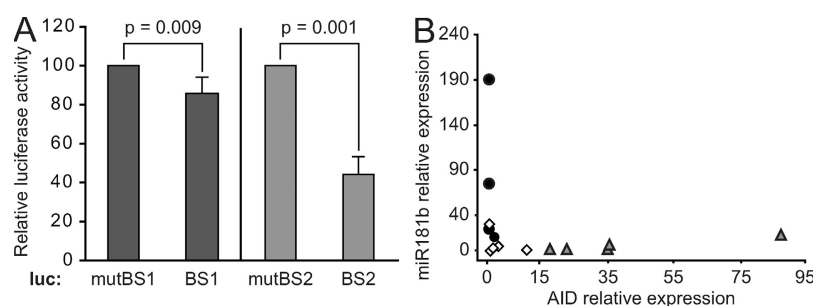 A
B
p = 0.009
p = 0.001
Relative luciferase activity
120
100
80
60
40
20
0
luc: mutBS1 BS1 mutBS2 BS2
miR181b relative expression
240
190
140
90
40
0
0 15 35 55 75 95
AID relative expression